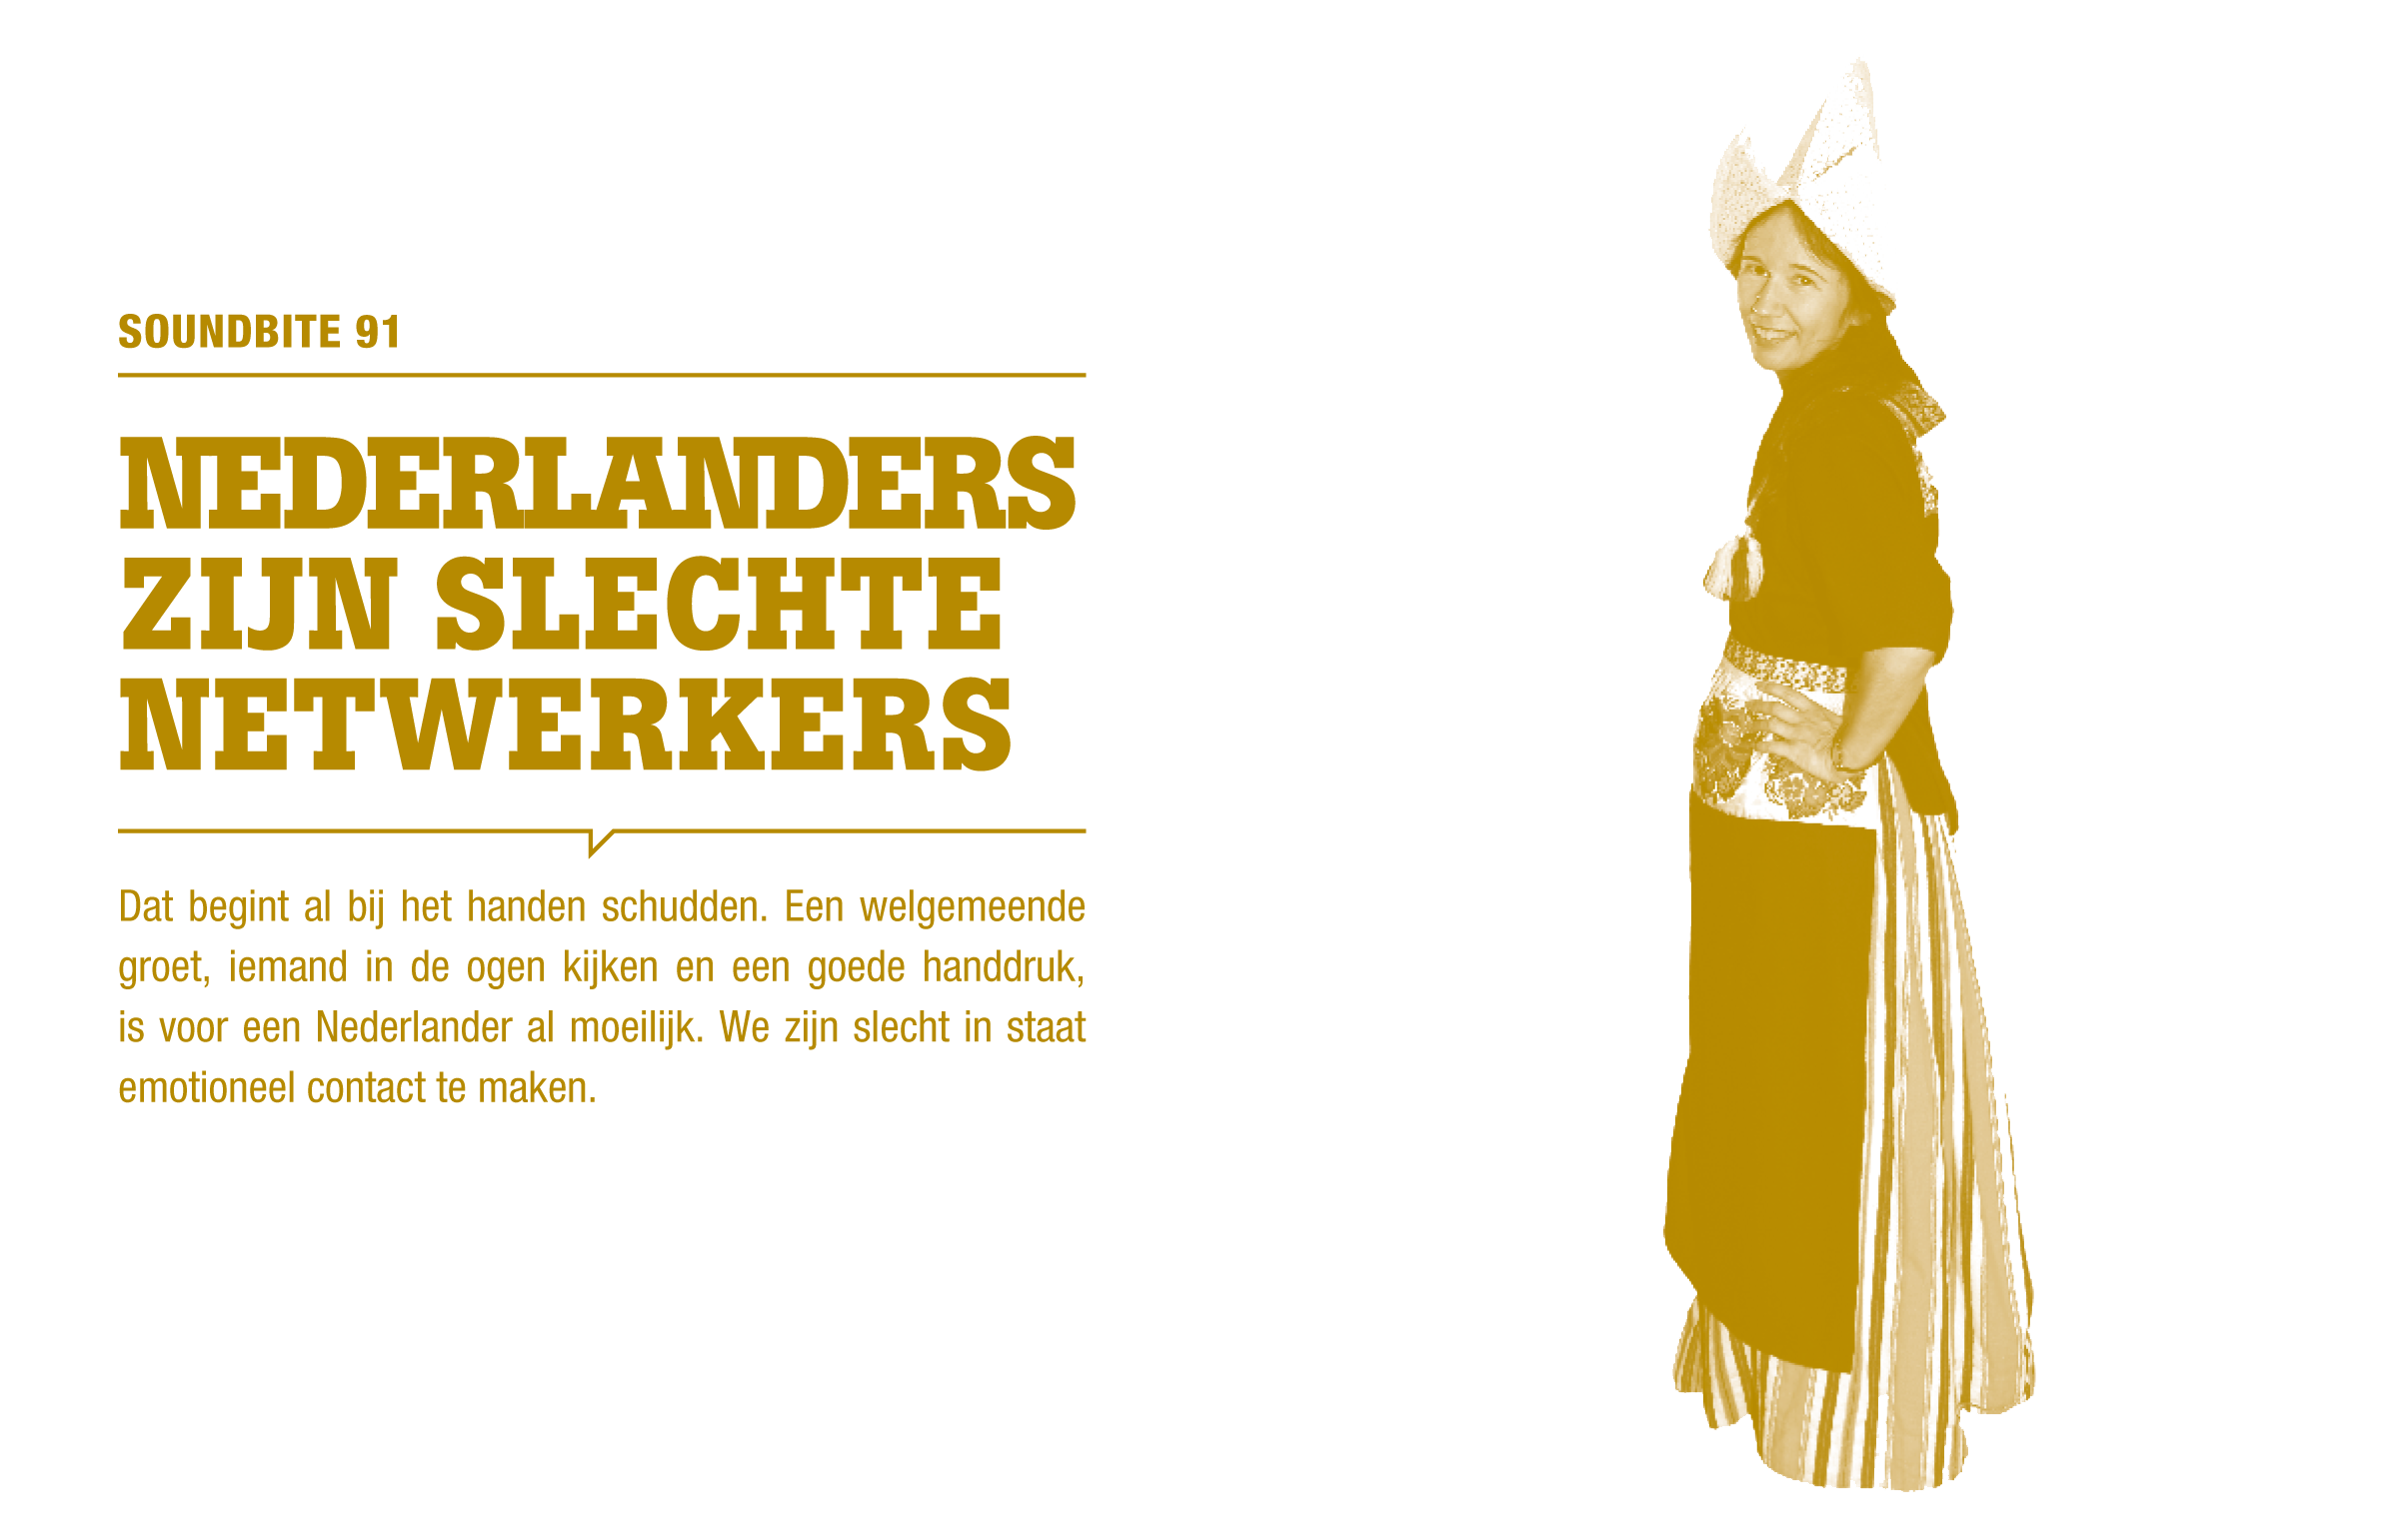 SOUNDBITE 91
NEDERLANDERS
ZIJN SLECHTE
NETWERKERS
Dat begint al bij het handen schudden. Een welgemeende
groet, iemand in de ogen kijken en een goede handdruk,
is voor een Nederlander al moeilijk. We zijn slecht in staat
emotioneel contact te maken.